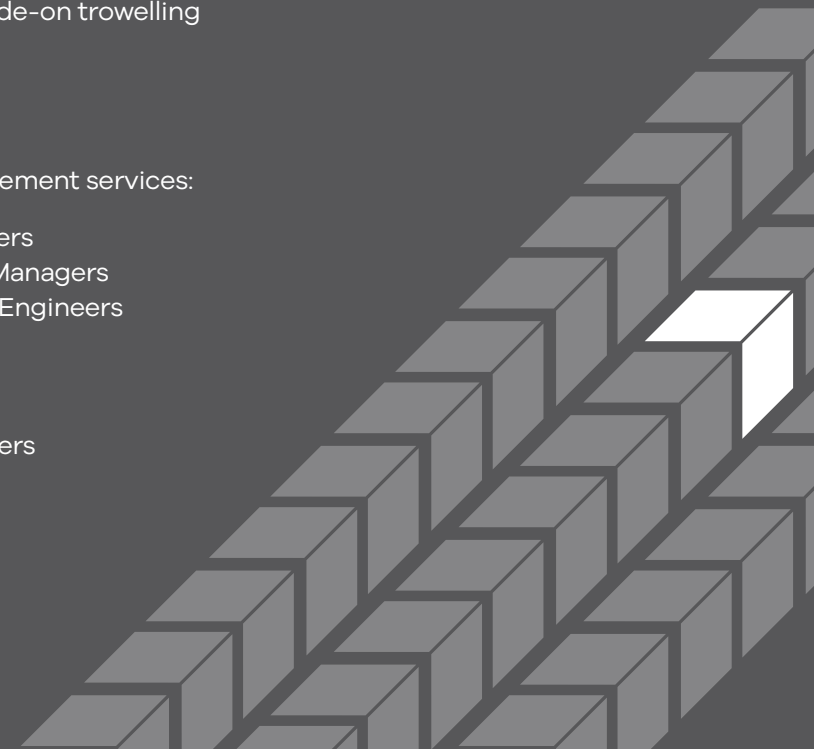 de-on trowelling
ement services:
ers
Managers
Engineers
ers